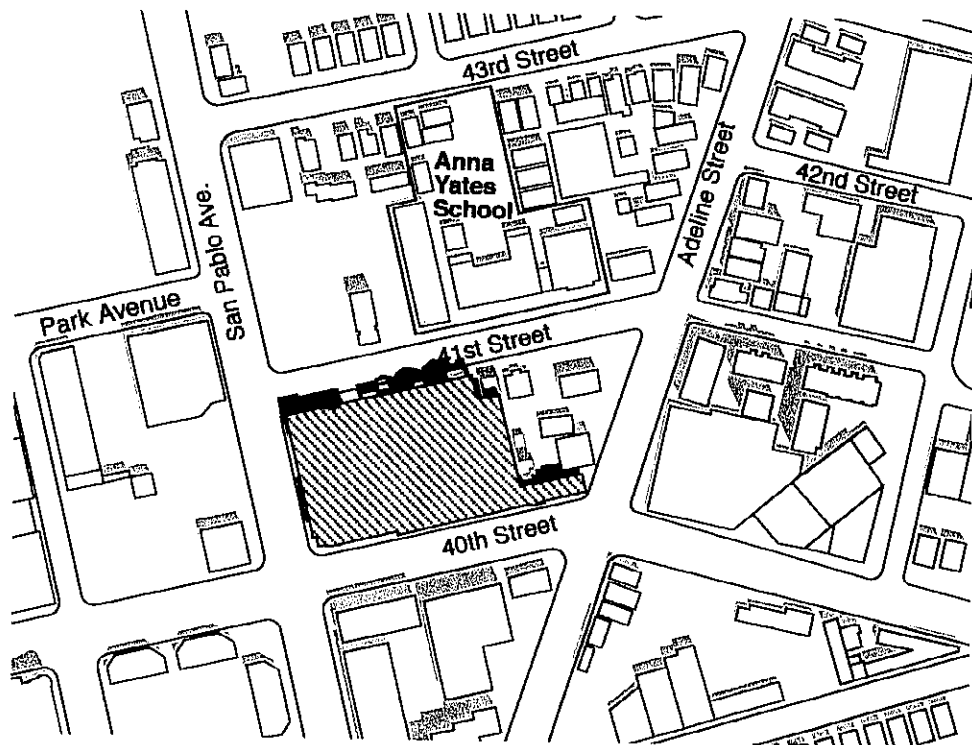 43rd Street
Anna
Yates
School
42nd Street
San Pablo Ave.
Adeline Street
Park Avenue
41st Street
40th Street